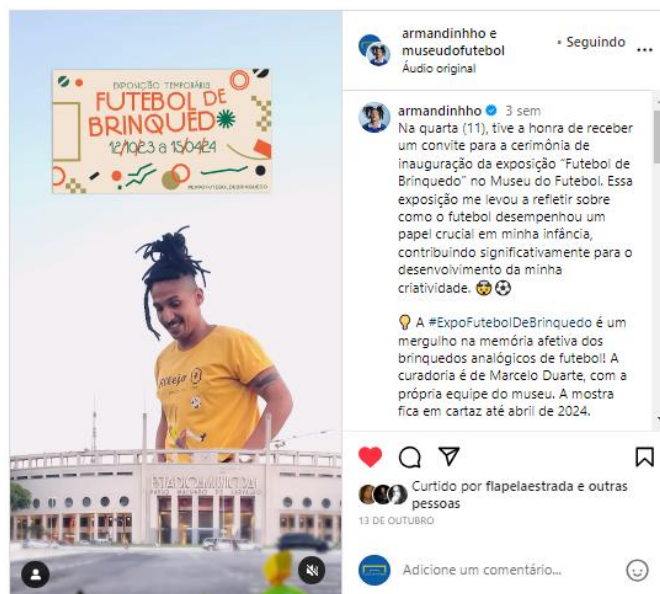 EXPOSIÇÃO TEMPORÁRIA
FUTEBOL DE
BRINQUEDO
12/10/23 a 15/04/24
#EXPOFUTEBOLDEBRINQUEDO
armandinhho e
museudofutebol
• Seguindo
Áudio original
armandinhho 3 sem
Na quarta (11), tive a honra de receber
um convite para a cerimônia de
inauguração da exposição “Futebol de
Brinquedo” no Museu do Futebol. Essa
exposição me levou a refletir sobre
como o futebol desempenhou um
papel crucial em minha infância,
contribuindo significativamente para o
desenvolvimento da minha
criatividade.
A #ExpoFutebolDeBrinquedo é um
mergulho na memória afetiva dos
brinquedos analógicos de futebol! A
curadoria é de Marcelo Duarte, com a
própria equipe do museu. A mostra
fica em cartaz até abril de 2024.
Curtido por flapelaestrada e outras
pessoas
13 DE OUTUBRO
Adicione um comentário...